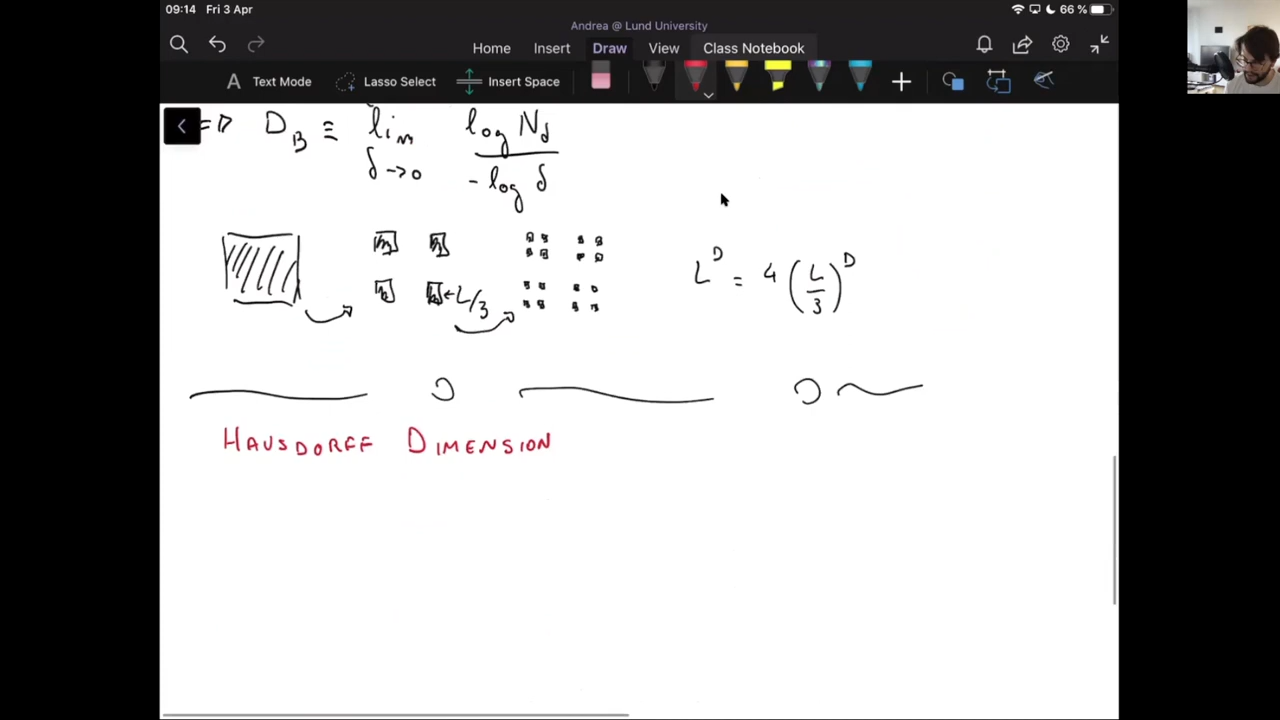 09:14 Fri 3 Apr
66 %
Andrea @ Lund University
Home Insert Draw View Class Notebook
Text Mode Lasso Select Insert Space
=D D_B ≡ lim δ→0 log N_δ / -log δ
L^D = 4 (L/3)^D
←L/3
HAUSDORFF DIMENSION